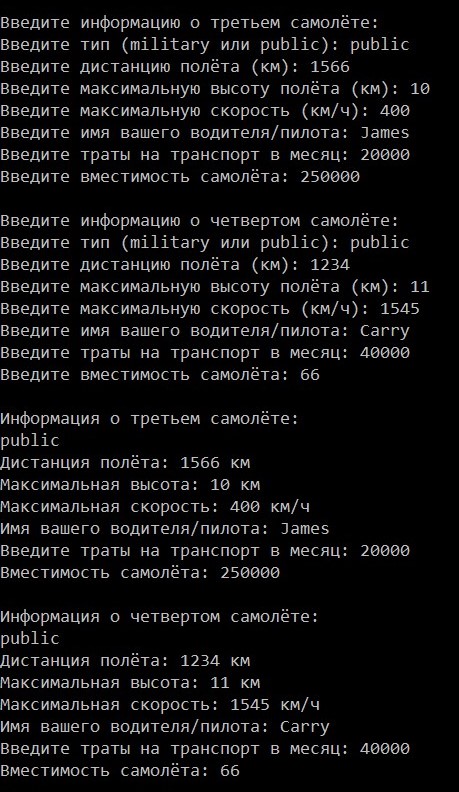 Введите информацию о третьем самолёте:
Введите тип (military или public): public
Введите дистанцию полёта (км): 1566
Введите максимальную высоту полёта (км): 10
Введите максимальную скорость (км/ч): 400
Введите имя вашего водителя/пилота: James
Введите траты на транспорт в месяц: 20000
Введите вместимость самолёта: 250000
Введите информацию о четвертом самолёте:
Введите тип (military или public): public
Введите дистанцию полёта (км): 1234
Введите максимальную высоту полёта (км): 11
Введите максимальную скорость (км/ч): 1545
Введите имя вашего водителя/пилота: Carry
Введите траты на транспорт в месяц: 40000
Введите вместимость самолёта: 66
Информация о третьем самолёте:
public
Дистанция полёта: 1566 км
Максимальная высота: 10 км
Максимальная скорость: 400 км/ч
Имя вашего водителя/пилота: James
Введите траты на транспорт в месяц: 20000
Вместимость самолёта: 250000
Информация о четвертом самолёте:
public
Дистанция полёта: 1234 км
Максимальная высота: 11 км
Максимальная скорость: 1545 км/ч
Имя вашего водителя/пилота: Carry
Введите траты на транспорт в месяц: 40000
Вместимость самолёта: 66